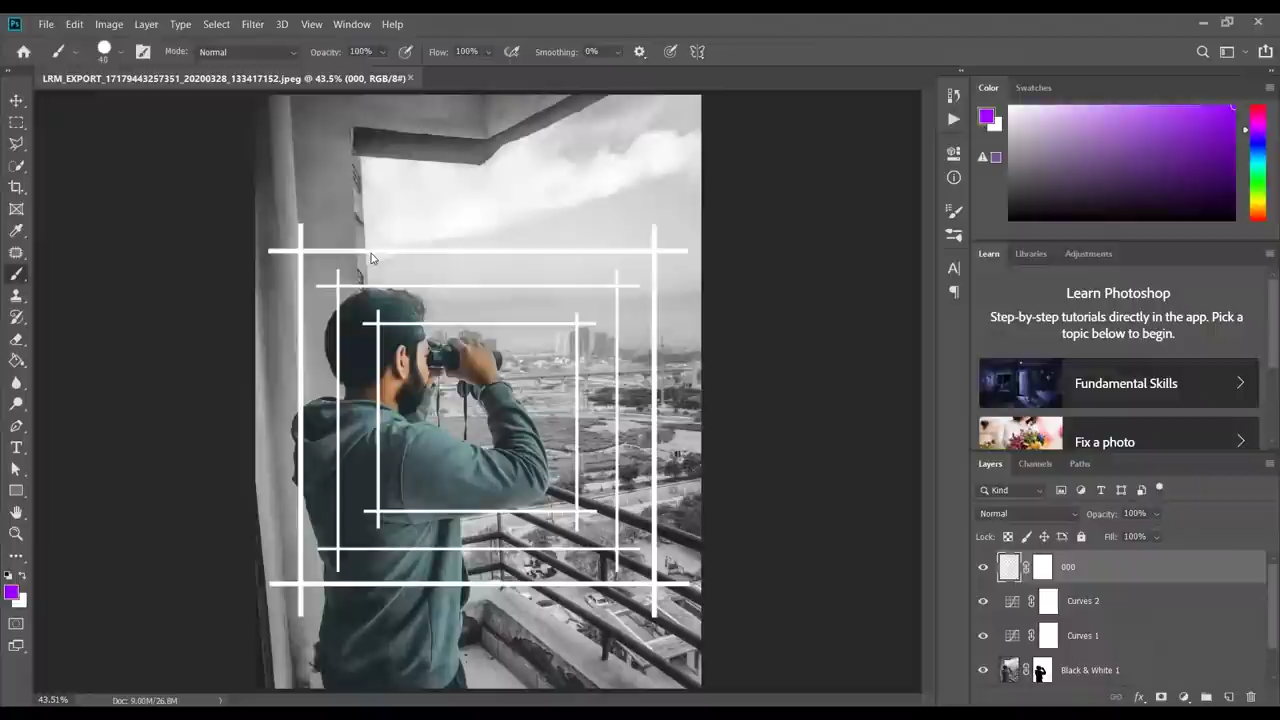 Ps File Edit Image Layer Type Select Filter 3D View Window Help
40 Mode: Normal Opacity: 100% Flow: 100% Smoothing: 0%
LRM_EXPORT_17179443257351_20200328_133417152.jpeg @ 43.5% (000, RGB/8#)
Color Swatches
Learn Libraries Adjustments
Learn Photoshop
Step-by-step tutorials directly in the app. Pick a
topic below to begin.
Fundamental Skills
Fix a photo
Layers Channels Paths
Kind
Normal Opacity: 100%
Lock: Fill: 100%
000
Curves 2
Curves 1
Black & White 1
43.51% Doc: 9.00M/26.8M